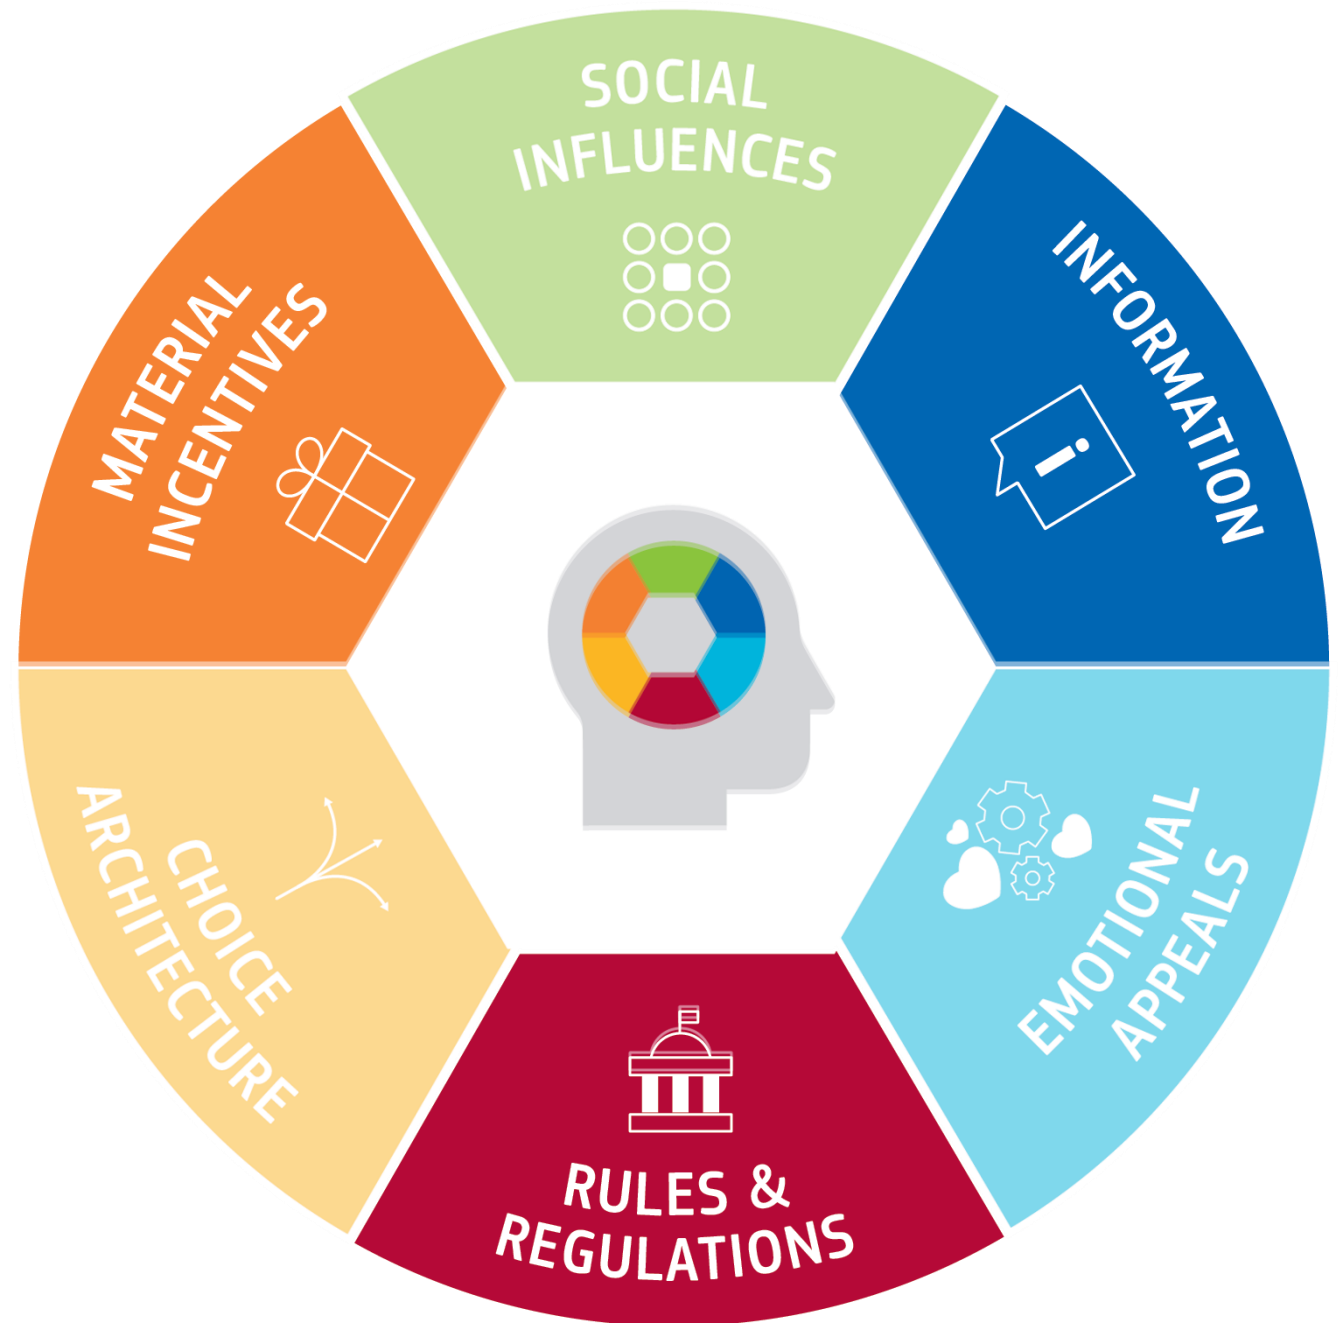 SOCIAL
INFLUENCES
INFORMATION
i
EMOTIONAL
APPEALS
RULES &
REGULATIONS
CHOICE
ARCHITECTURE
MATERIAL
INCENTIVES